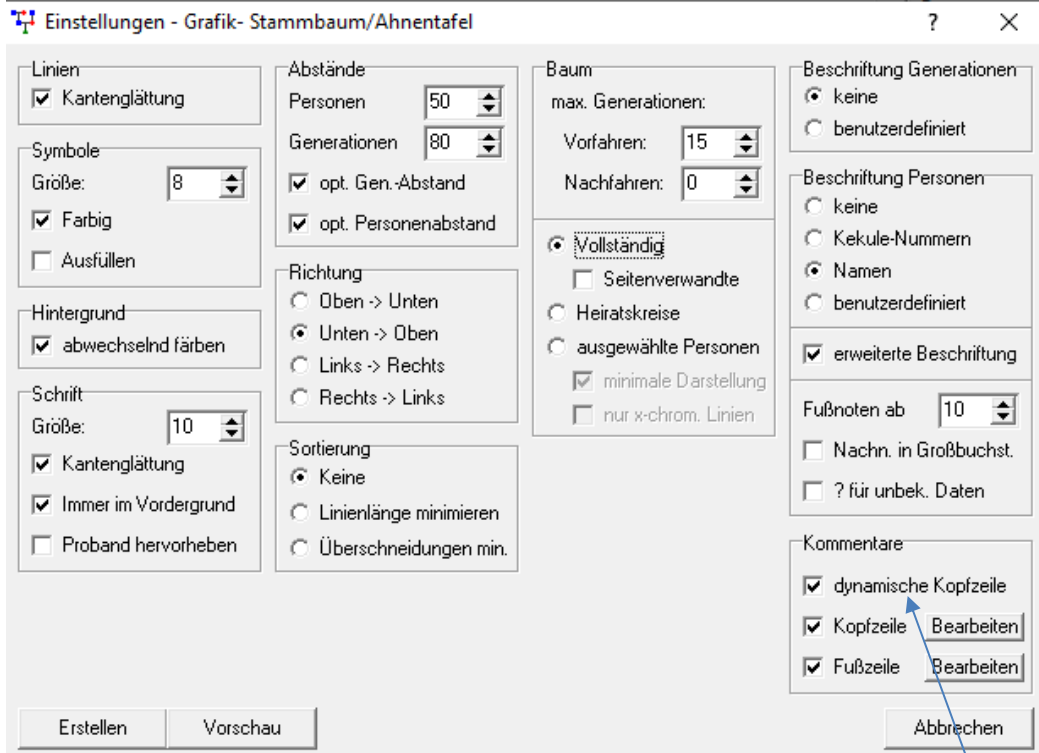 Einstellungen - Grafik- Stammbaum/Ahnentafel
?
Linien
Kantenglättung
Symbole
Größe: 8
Farbig
Ausfüllen
Hintergrund
abwechselnd färben
Schrift
Größe: 10
Kantenglättung
Immer im Vordergrund
Proband hervorheben
Abstände
Personen 50
Generationen 80
opt. Gen.-Abstand
opt. Personenabstand
Richtung
Oben -> Unten
Unten -> Oben
Links -> Rechts
Rechts -> Links
Sortierung
Keine
Linienlänge minimieren
Überschneidungen min.
Baum
max. Generationen:
Vorfahren: 15
Nachfahren: 0
Vollständig
Seitenverwandte
Heiratskreise
ausgewählte Personen
minimale Darstellung
nur x-chrom. Linien
Beschriftung Generationen
keine
benutzerdefiniert
Beschriftung Personen
keine
Kekule-Nummern
Namen
benutzerdefiniert
erweiterte Beschriftung
Fußnoten ab 10
Nachn. in Großbuchst.
? für unbek. Daten
Kommentare
dynamische Kopfzeile
Kopfzeile Bearbeiten
Fußzeile Bearbeiten
Erstellen Vorschau Abbrechen